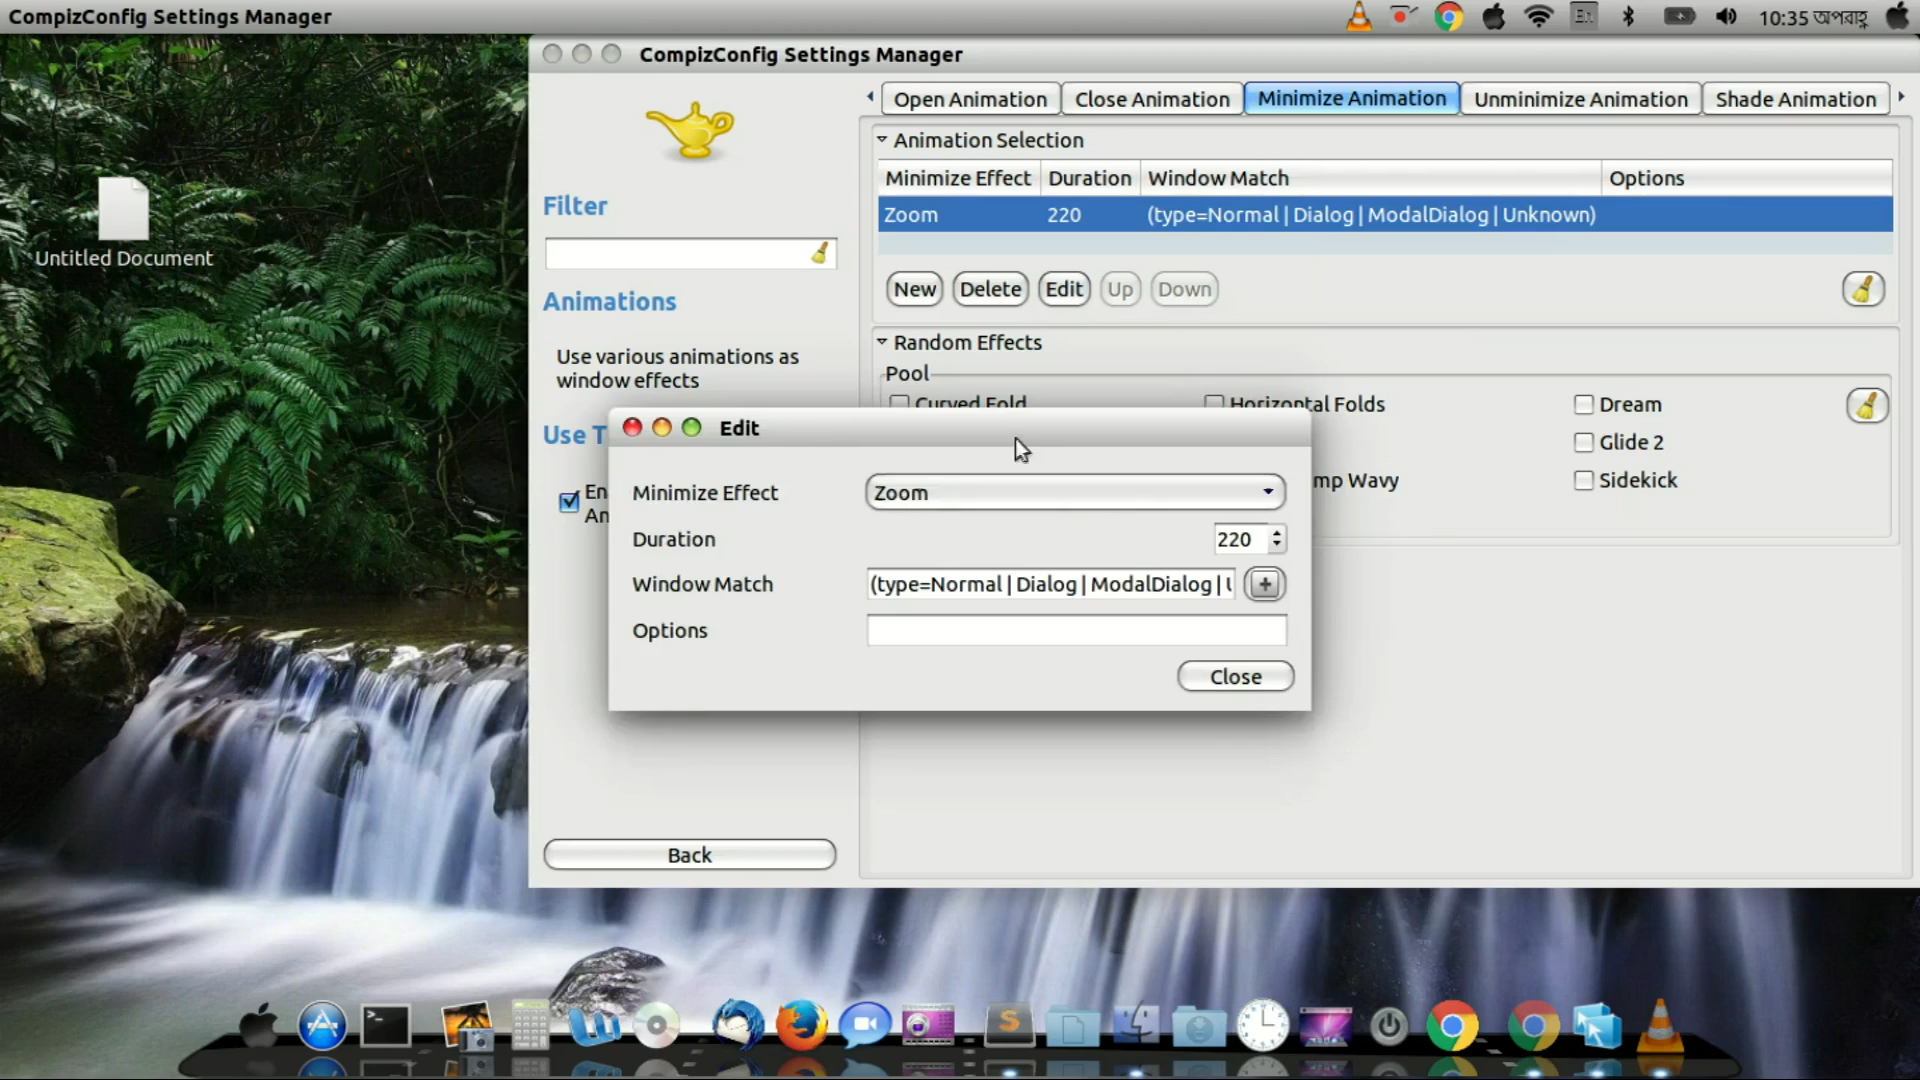 CompizConfig Settings Manager
10:35 অপরাহ্ণ
CompizConfig Settings Manager
Open Animation
Close Animation
Minimize Animation
Unminimize Animation
Shade Animation
Untitled Document
Filter
Animations
Use various animations as
window effects
Use T
En
An
Back
Animation Selection
Minimize Effect Duration Window Match Options
Zoom 220 (type=Normal | Dialog | ModalDialog | Unknown)
New Delete Edit Up Down
Random Effects
Pool
Curved Fold Horizontal Folds Dream
Glide 2
mp Wavy Sidekick
Edit
Minimize Effect Zoom
Duration 220
Window Match (type=Normal | Dialog | ModalDialog |
Options
Close